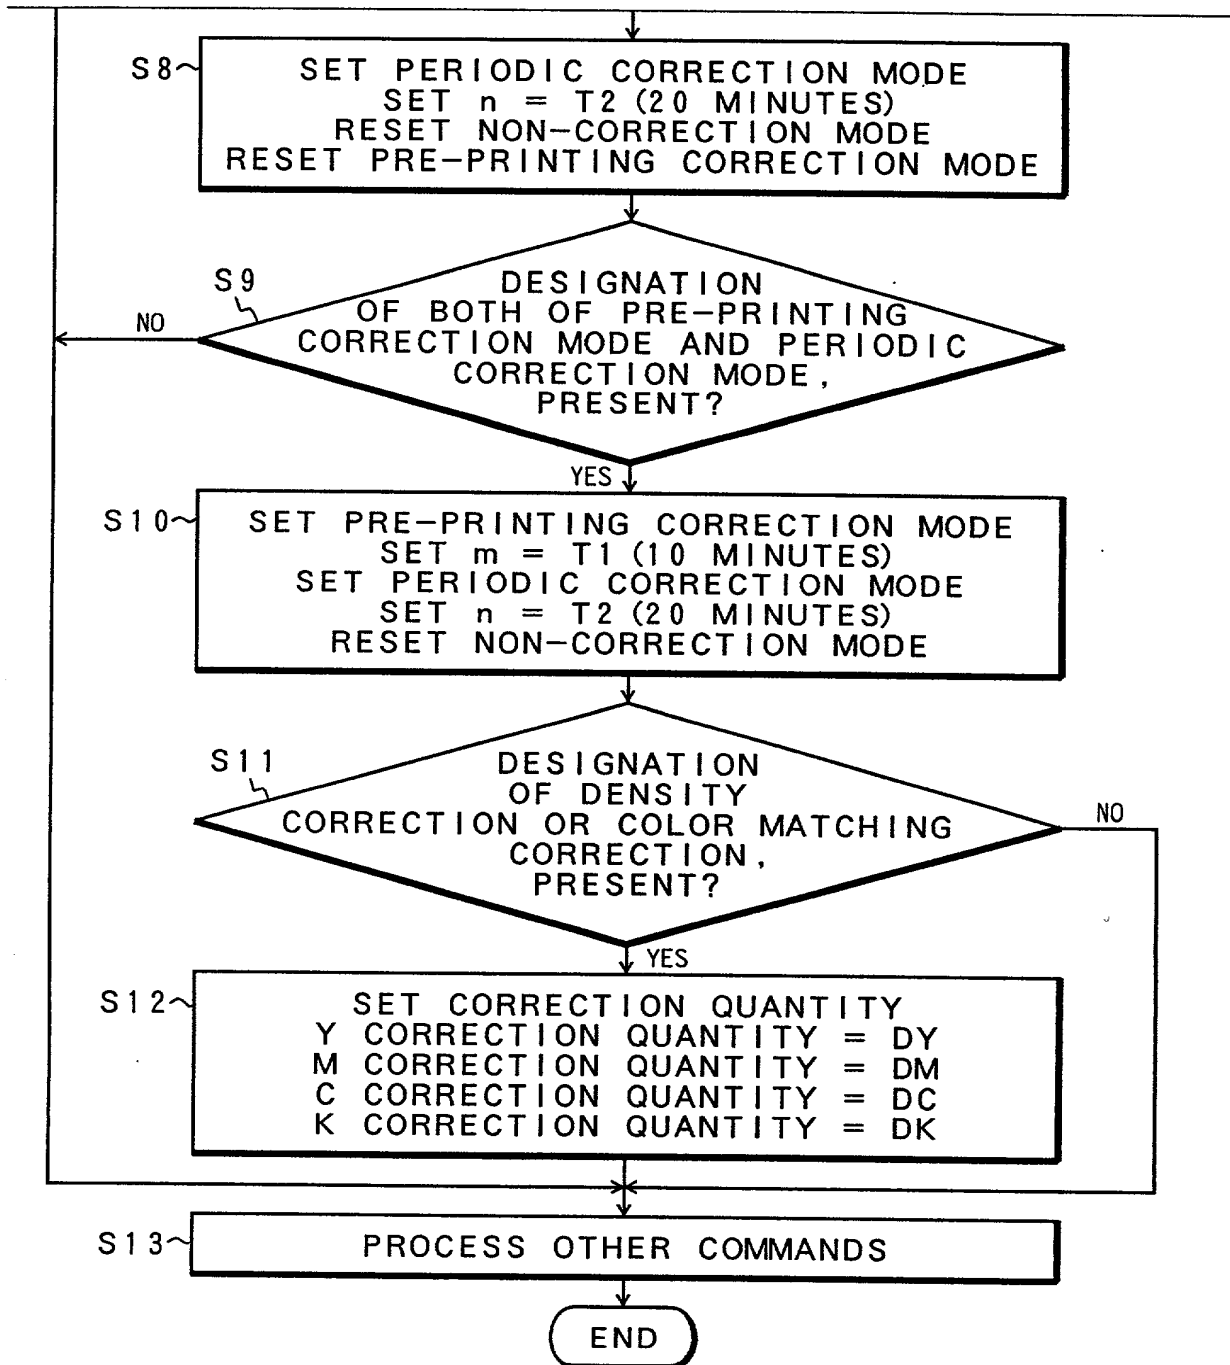 S8
SET PERIODIC CORRECTION MODE
SET n = T2 (20 MINUTES)
RESET NON-CORRECTION MODE
RESET PRE-PRINTING CORRECTION MODE
S9
DESIGNATION
OF BOTH OF PRE-PRINTING
CORRECTION MODE AND PERIODIC
CORRECTION MODE,
PRESENT?
NO
YES
S10
SET PRE-PRINTING CORRECTION MODE
SET m = T1 (10 MINUTES)
SET PERIODIC CORRECTION MODE
SET n = T2 (20 MINUTES)
RESET NON-CORRECTION MODE
S11
DESIGNATION
OF DENSITY
CORRECTION OR COLOR MATCHING
CORRECTION,
PRESENT?
NO
YES
S12
SET CORRECTION QUANTITY
Y CORRECTION QUANTITY = DY
M CORRECTION QUANTITY = DM
C CORRECTION QUANTITY = DC
K CORRECTION QUANTITY = DK
S13
PROCESS OTHER COMMANDS
END